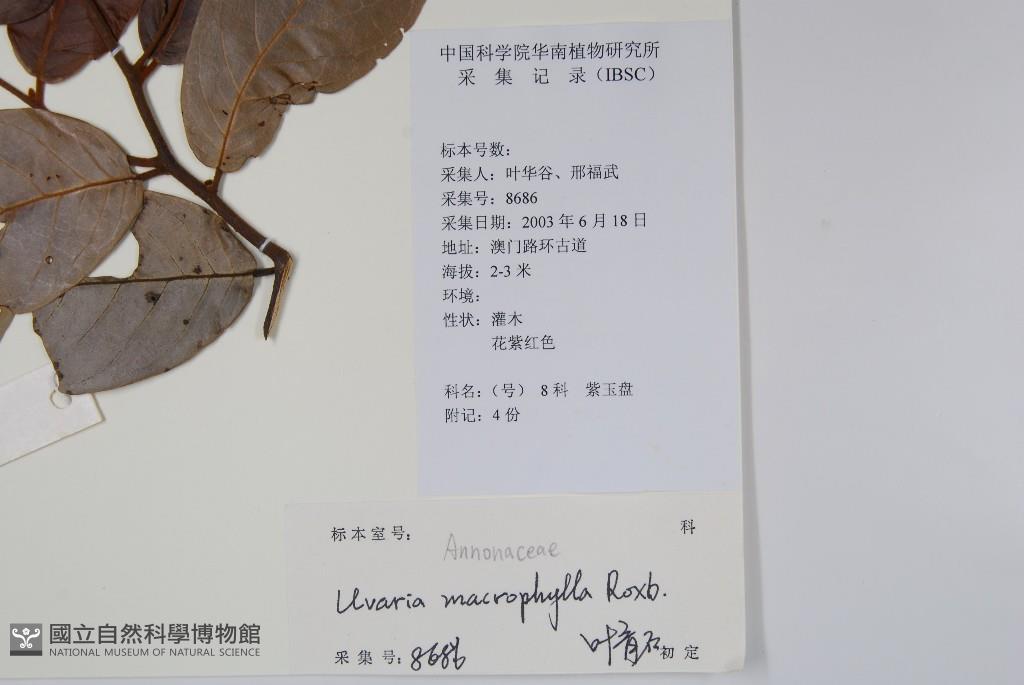 中国科学院华南植物研究所
采 集 记 录（IBSC）
标本号数：
采集人：叶华谷、邢福武
采集号：8686
采集日期：2003 年 6 月 18 日
地址：澳门路环古道
海拔：2-3 米
环境：
性状：灌木
花紫红色
科名：（号） 8 科 紫玉盘
附记：4 份
标 本 室 号： 科
Annonaceae
Uvaria macrophylla Roxb.
采 集 号：8686 叶育石 初 定
國立自然科學博物館
NATIONAL MUSEUM OF NATURAL SCIENCE